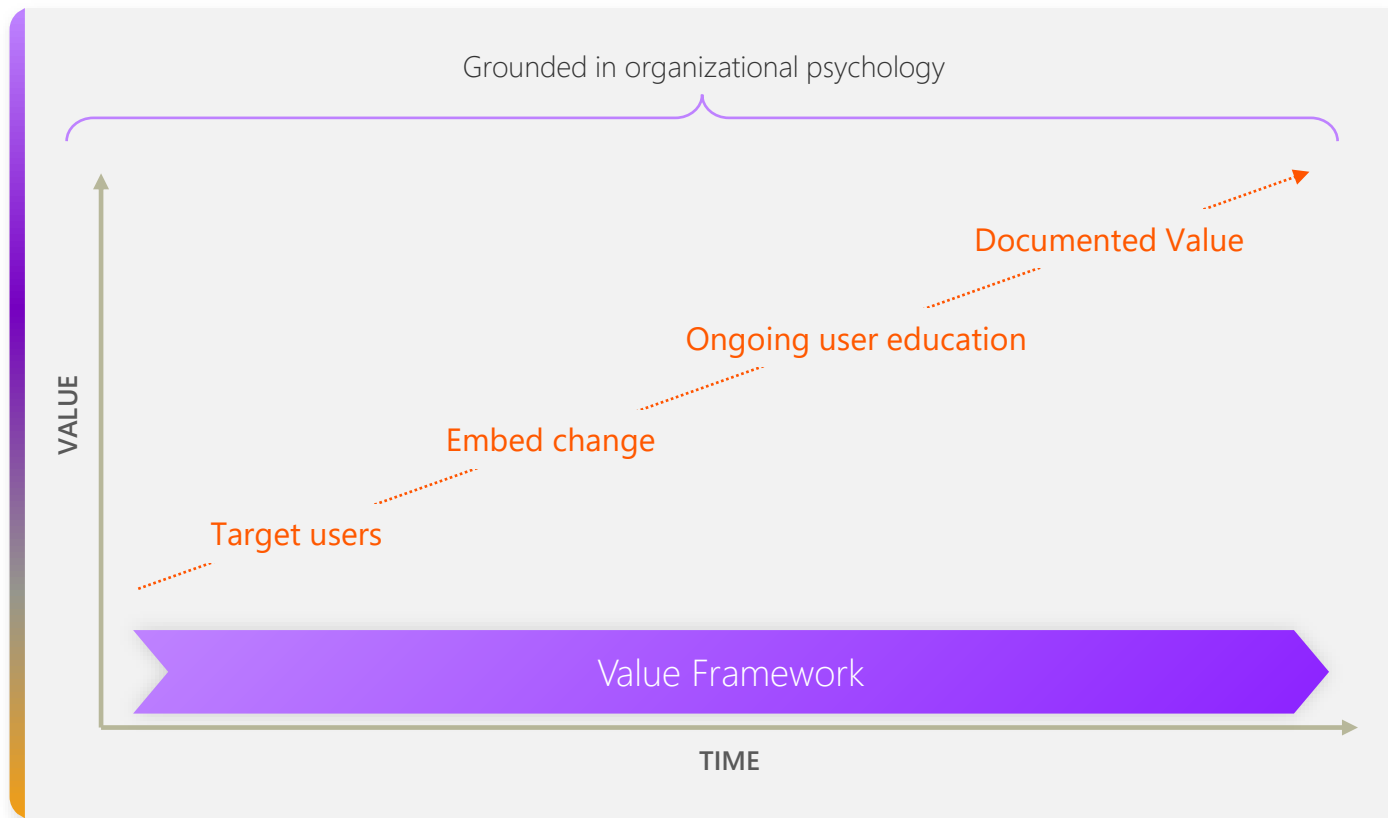 Grounded in organizational psychology
Documented Value
Ongoing user education
VALUE
Embed change
Target users
Value Framework
TIME